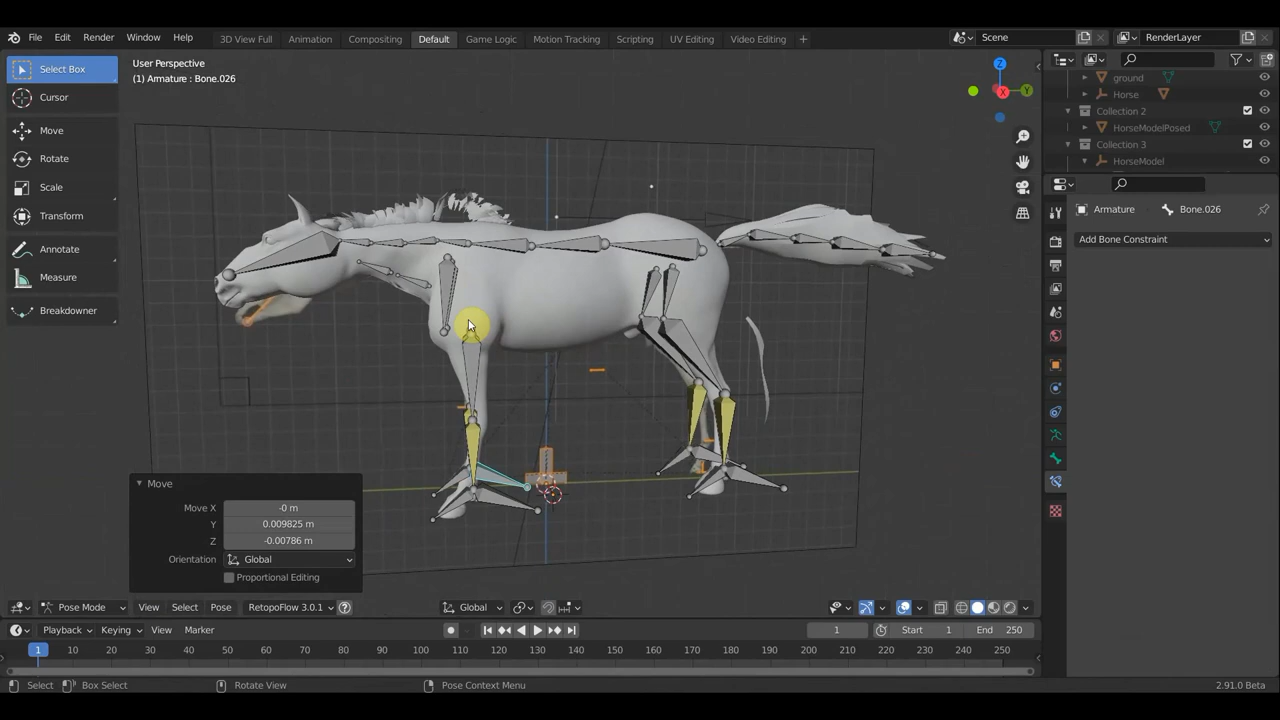 File Edit Render Window Help 3D View Full Animation Compositing Default Game Logic Motion Tracking Scripting UV Editing Video Editing + Scene RenderLayer
Select Box
Cursor
Move
Rotate
Scale
Transform
Annotate
Measure
Breakdowner
User Perspective
(1) Armature : Bone.026
Z
X
Y
ground
Horse
Collection 2
HorseModelPosed
Collection 3
HorseModel
Armature Bone.026
Add Bone Constraint
Move
Move X -0 m
Y 0.009825 m
Z -0.00786 m
Orientation Global
Proportional Editing
Pose Mode View Select Pose RetopoFlow 3.0.1 ? Global
Playback Keying View Marker 1 Start 1 End 250
1 10 20 30 40 50 60 70 80 90 100 110 120 130 140 150 160 170 180 190 200 210 220 230 240 250
Select Box Select Rotate View Pose Context Menu 2.91.0 Beta